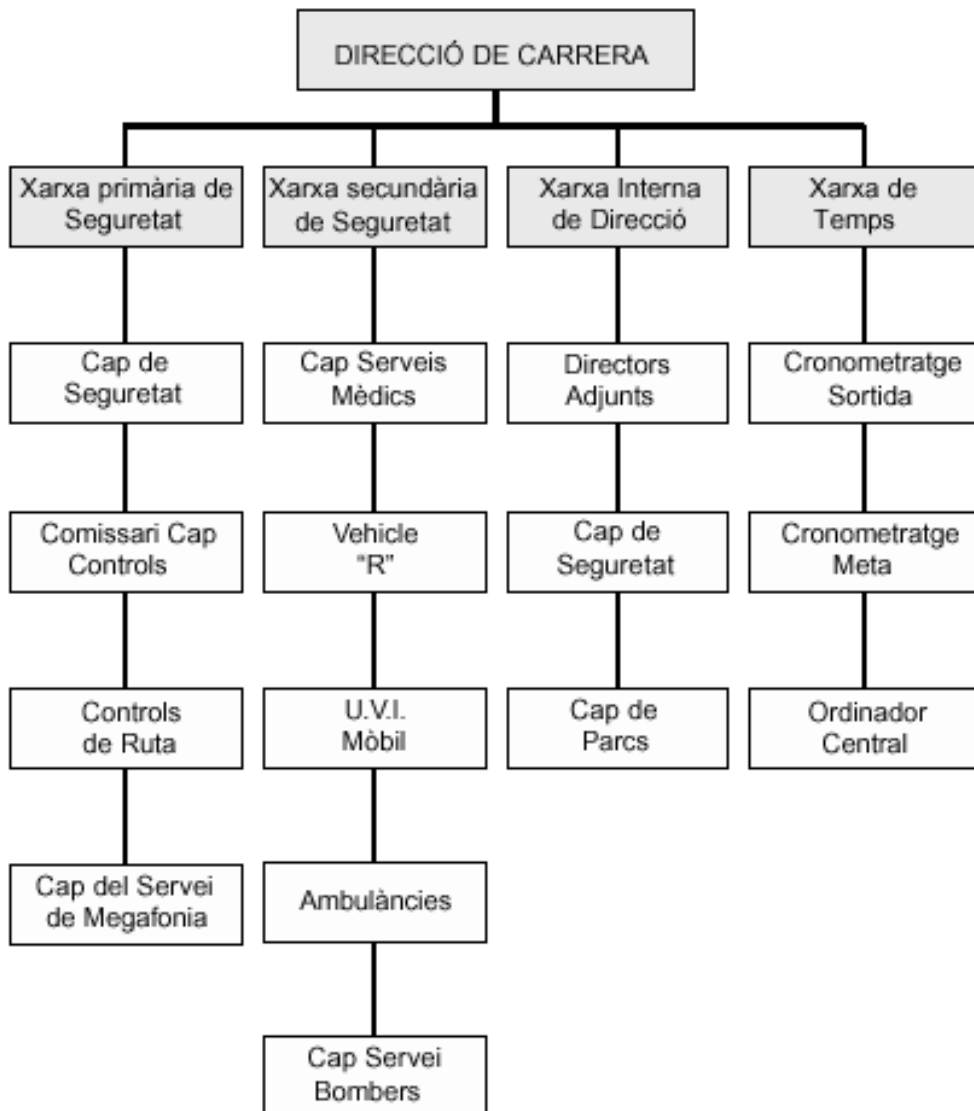 DIRECCIÓ DE CARRERA
Xarxa primària de
Seguretat
Xarxa secundària
de Seguretat
Xarxa Interna
de Direcció
Xarxa de
Temps
Cap de
Seguretat
Cap Serveis
Mèdics
Directors
Adjunts
Cronometratge
Sortida
Comissari Cap
Controls
Vehicle
“R”
Cap de
Seguretat
Cronometratge
Meta
Controls
de Ruta
U.V.I.
Mòbil
Cap de
Parcs
Ordinador
Central
Cap del Servei
de Megafonia
Ambulàncies
Cap Servei
Bombers